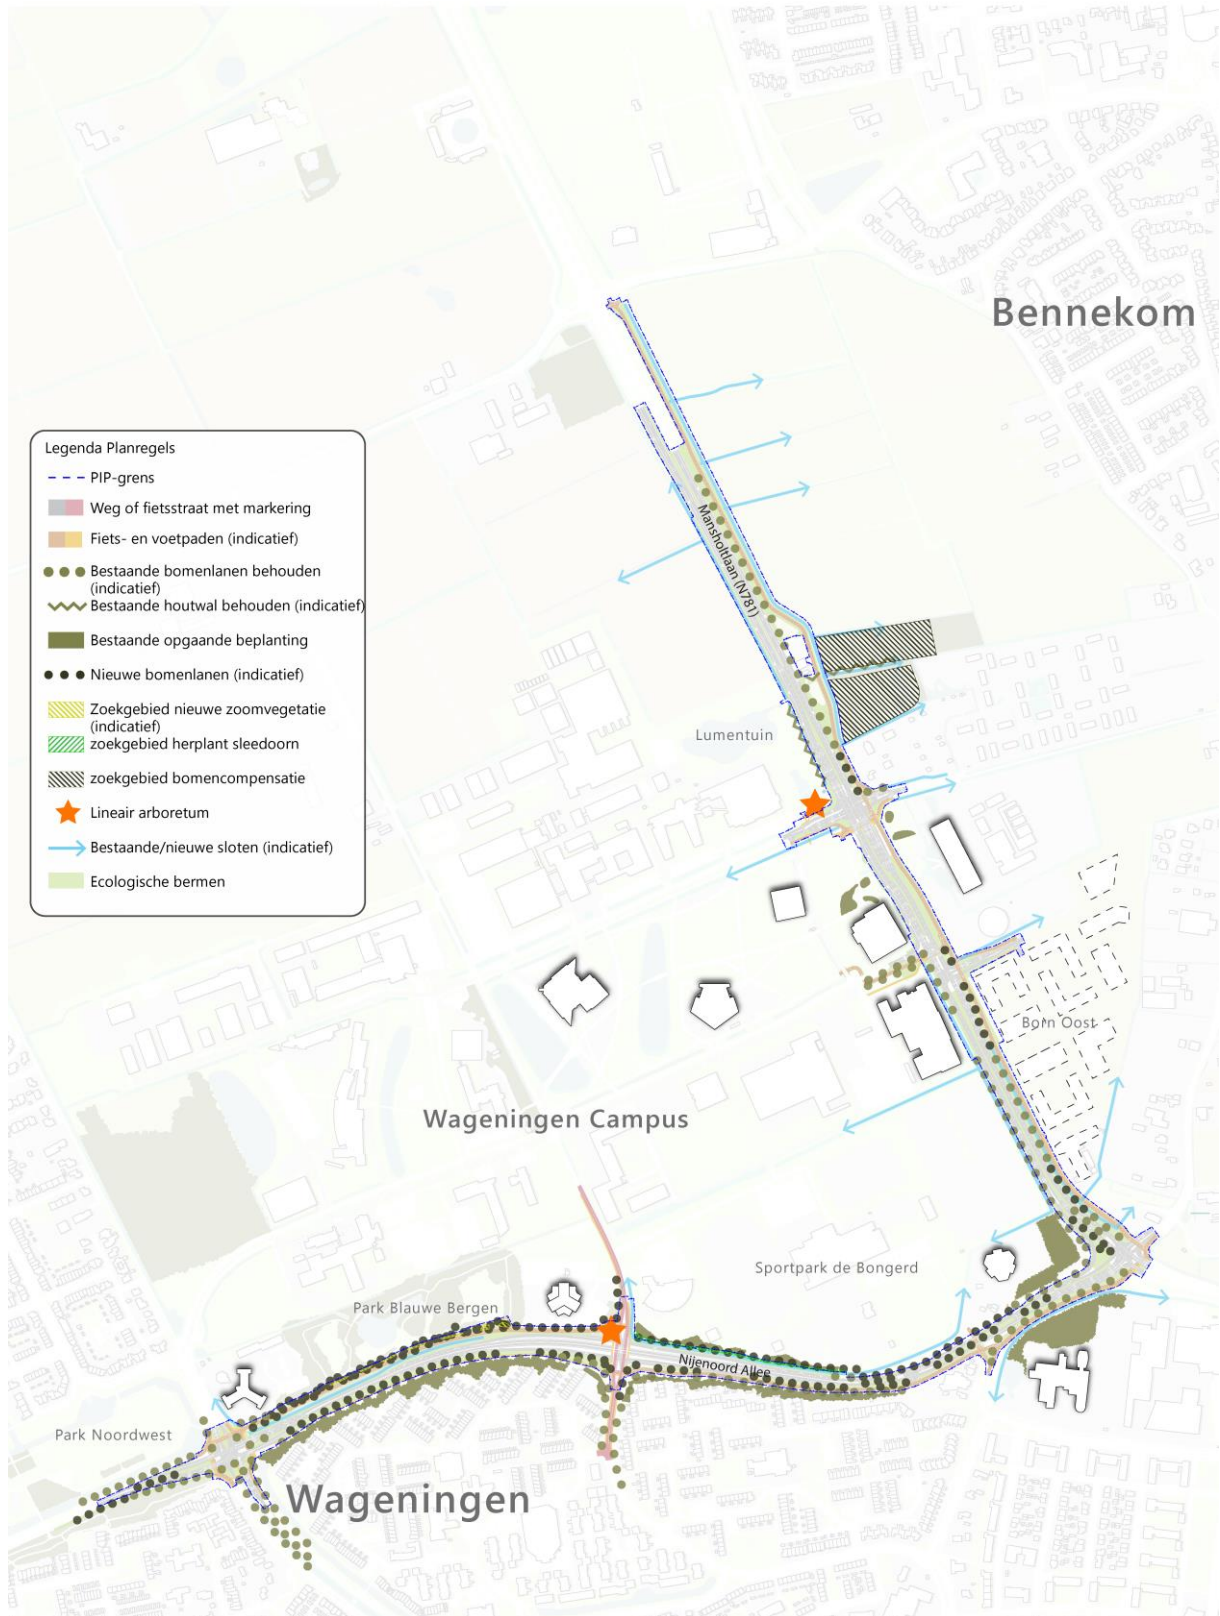 Bennekom
Legenda Planregels
PIP-grens
Weg of fietsstraat met markering
Fiets- en voetpaden (indicatief)
Bestaande bomenlanen behouden
(indicatief)
Bestaande houtwal behouden (indicatief)
Bestaande opgaande beplanting
Nieuwe bomenlanen (indicatief)
Zoekgebied nieuwe zoomvegetatie
(indicatief)
zoekgebied herplant sleedoorn
zoekgebied bomencompensatie
Lineair arboretum
Bestaande/nieuwe sloten (indicatief)
Ecologische bermen
Mansholtlaan (N781)
Lumentuin
Born Oost
Wageningen Campus
Sportpark de Bongerd
Park Blauwe Bergen
Nijenoord Allee
Park Noordwest
Wageningen